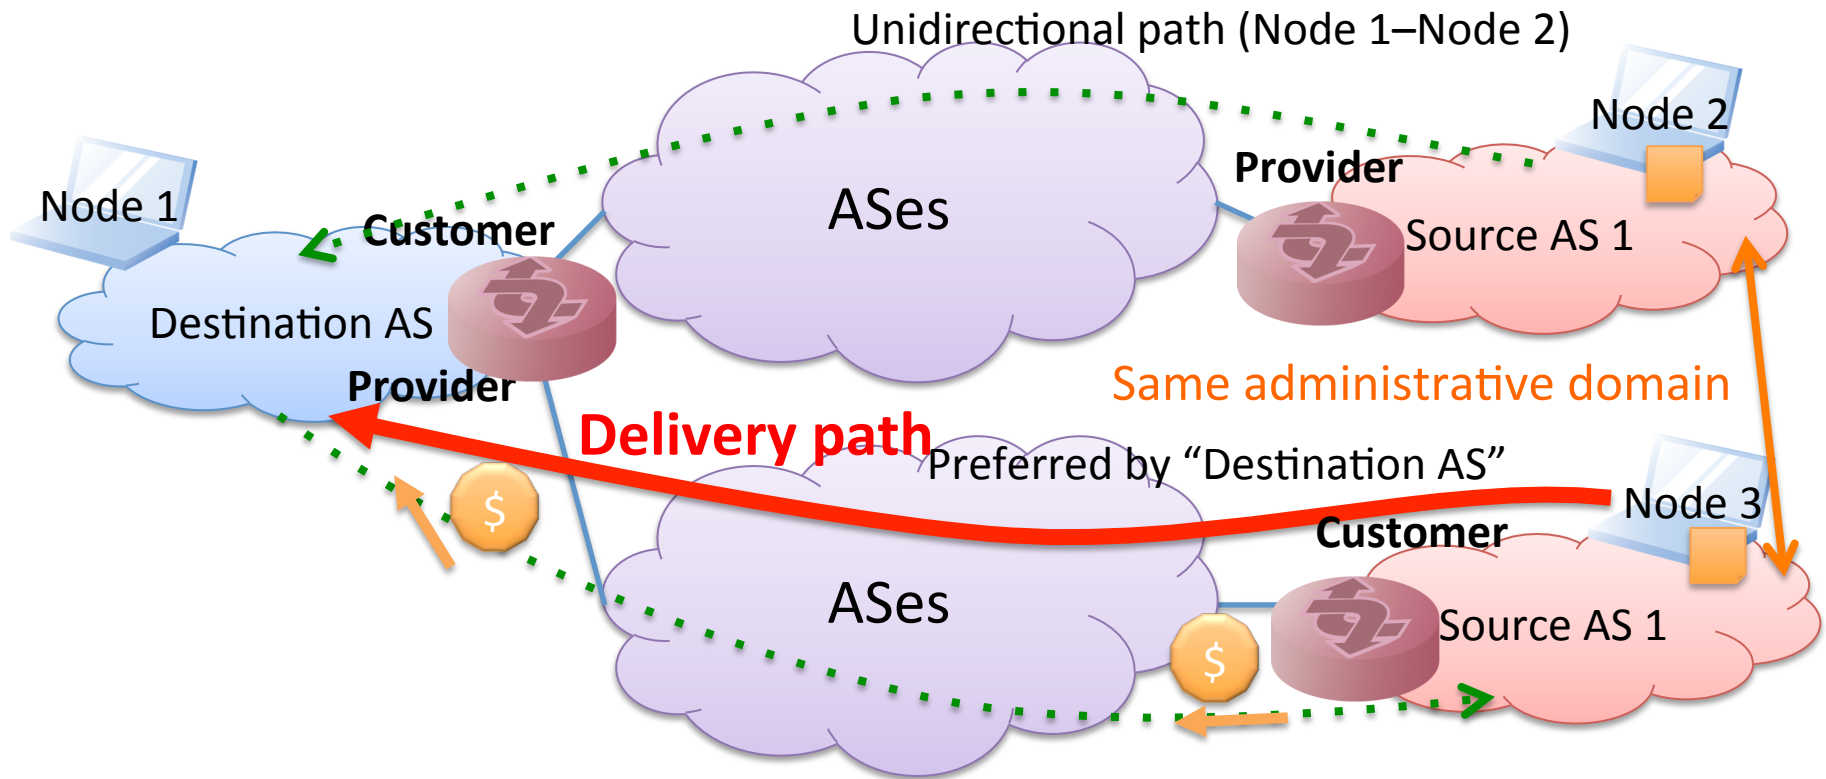 Unidirectional path (Node 1–Node 2)
Node 2
Provider
Node 1
Customer
ASes
Source AS 1
Destination AS
Provider
Same administrative domain
Delivery path
Preferred by “Destination AS”
$
Node 3
Customer
ASes
Source AS 1
$